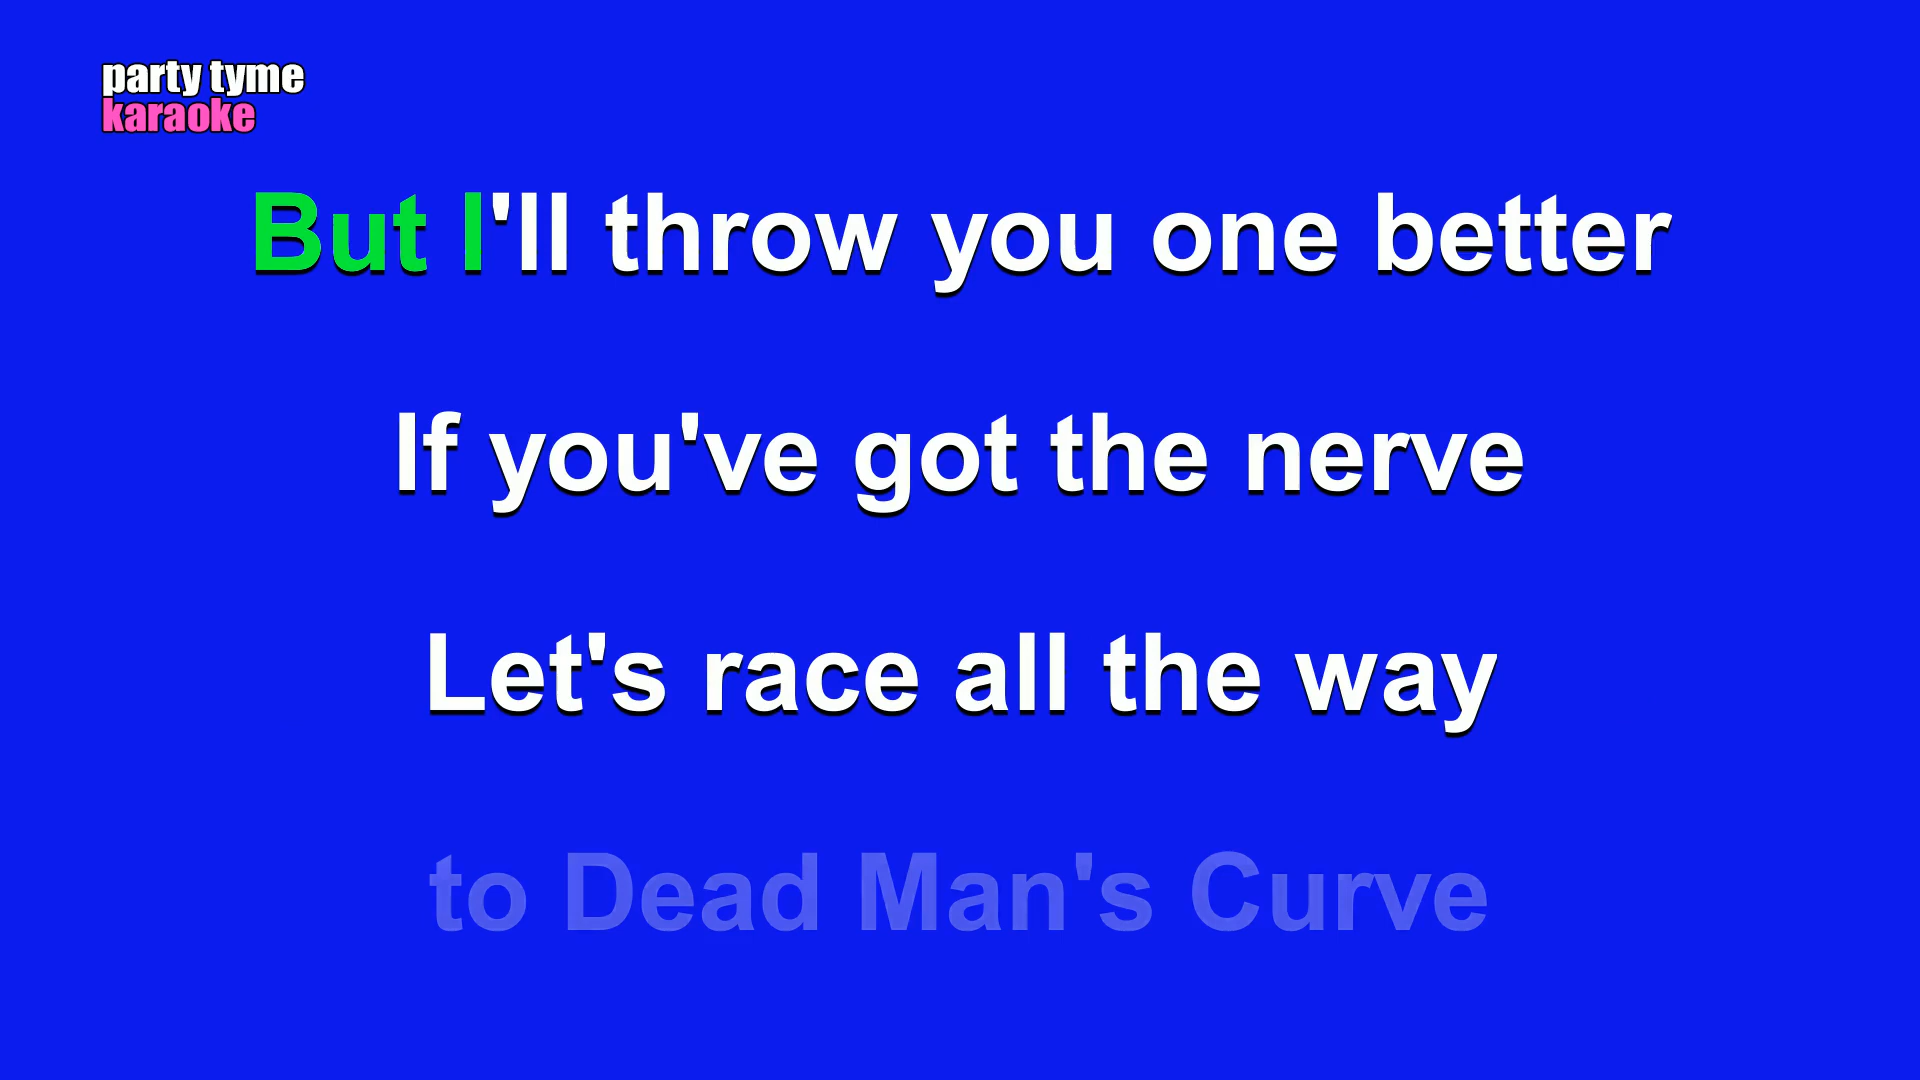 party tyme
karaoke
But I'll throw you one better
If you've got the nerve
Let's race all the way
to Dead Man's Curve